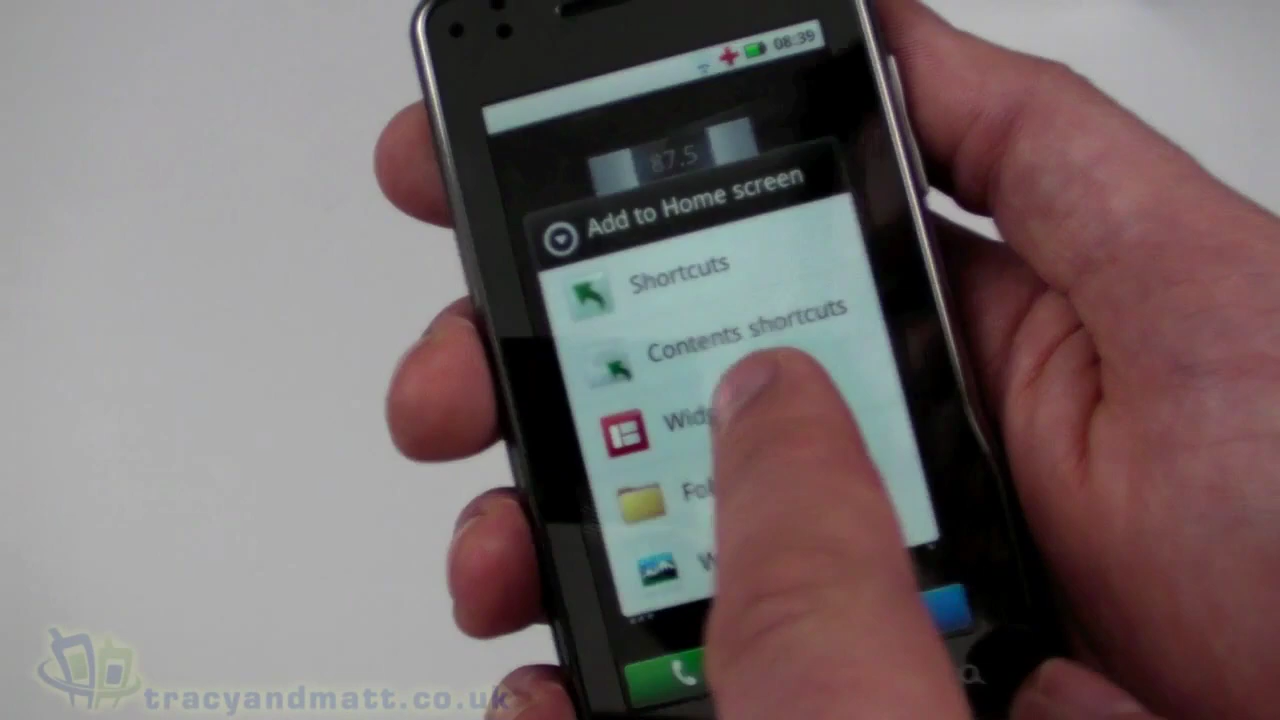 08:39
87.5
Add to Home screen
Shortcuts
Contents shortcuts
tracyandmatt.co.uk